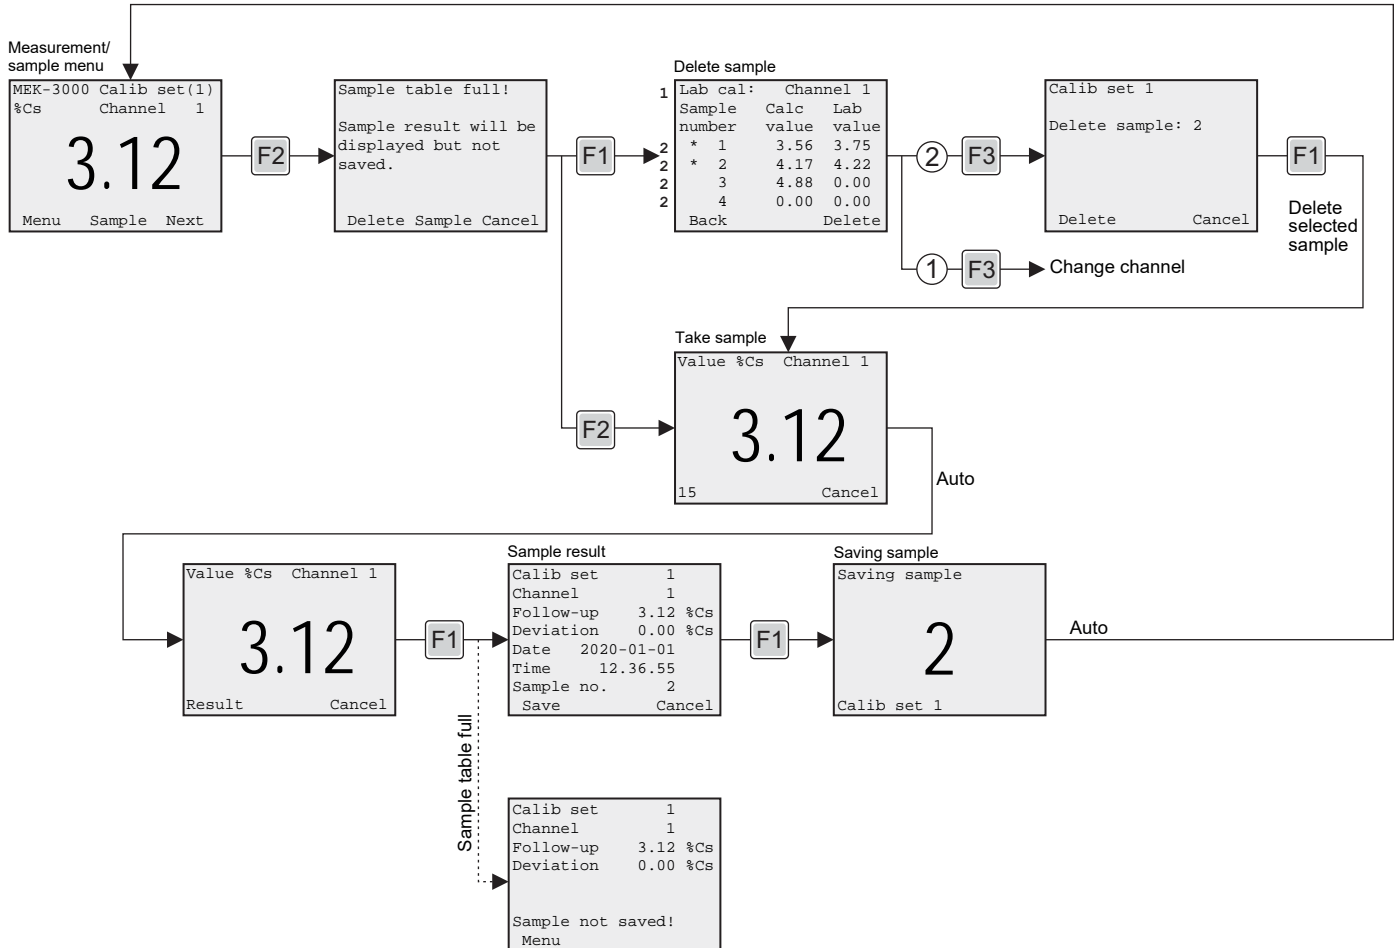 Measurement/
sample menu
MEK-3000 Calib set(1)
%Cs Channel 1
3.12
Menu Sample Next
F2
Sample table full!
Sample result will be
displayed but not
saved.
Delete Sample Cancel
F1
Delete sample
1
Lab cal: Channel 1
Sample Calc Lab
number value value
2 * 1 3.56 3.75
2 * 2 4.17 4.22
2 3 4.88 0.00
2 4 0.00 0.00
Back Delete
2 F3
Calib set 1
Delete sample: 2
Delete Cancel
F1
Delete
selected
sample
1 F3 Change channel
F2
Take sample
Value %Cs Channel 1
3.12
15 Cancel
Auto
Value %Cs Channel 1
3.12
Result Cancel
F1
Sample table full
Sample result
Calib set 1
Channel 1
Follow-up 3.12 %Cs
Deviation 0.00 %Cs
Date 2020-01-01
Time 12.36.55
Sample no. 2
Save Cancel
F1
Saving sample
Saving sample
2
Calib set 1
Auto
Calib set 1
Channel 1
Follow-up 3.12 %Cs
Deviation 0.00 %Cs
Sample not saved!
Menu